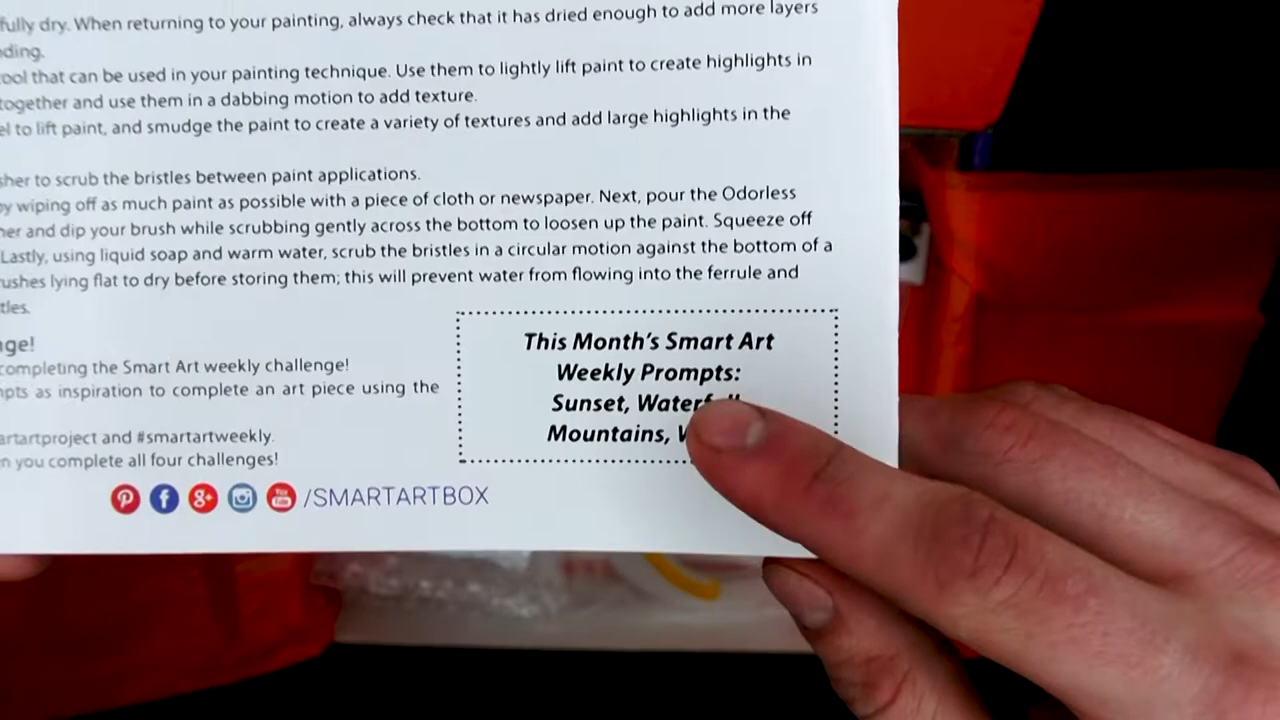 fully dry. When returning to your painting, always check that it has dried enough to add more layers
ding.
ool that can be used in your painting technique. Use them to lightly lift paint to create highlights in
together and use them in a dabbing motion to add texture.
el to lift paint, and smudge the paint to create a variety of textures and add large highlights in the
sher to scrub the bristles between paint applications.
by wiping off as much paint as possible with a piece of cloth or newspaper. Next, pour the Odorless
her and dip your brush while scrubbing gently across the bottom to loosen up the paint. Squeeze off
Lastly, using liquid soap and warm water, scrub the bristles in a circular motion against the bottom of a
rushes lying flat to dry before storing them; this will prevent water from flowing into the ferrule and
tles.
nge!
completing the Smart Art weekly challenge!
mpts as inspiration to complete an art piece using the
artartproject and #smartartweekly.
n you complete all four challenges!
This Month's Smart Art
Weekly Prompts:
Sunset,
Mountains,
/SMARTARTBOX